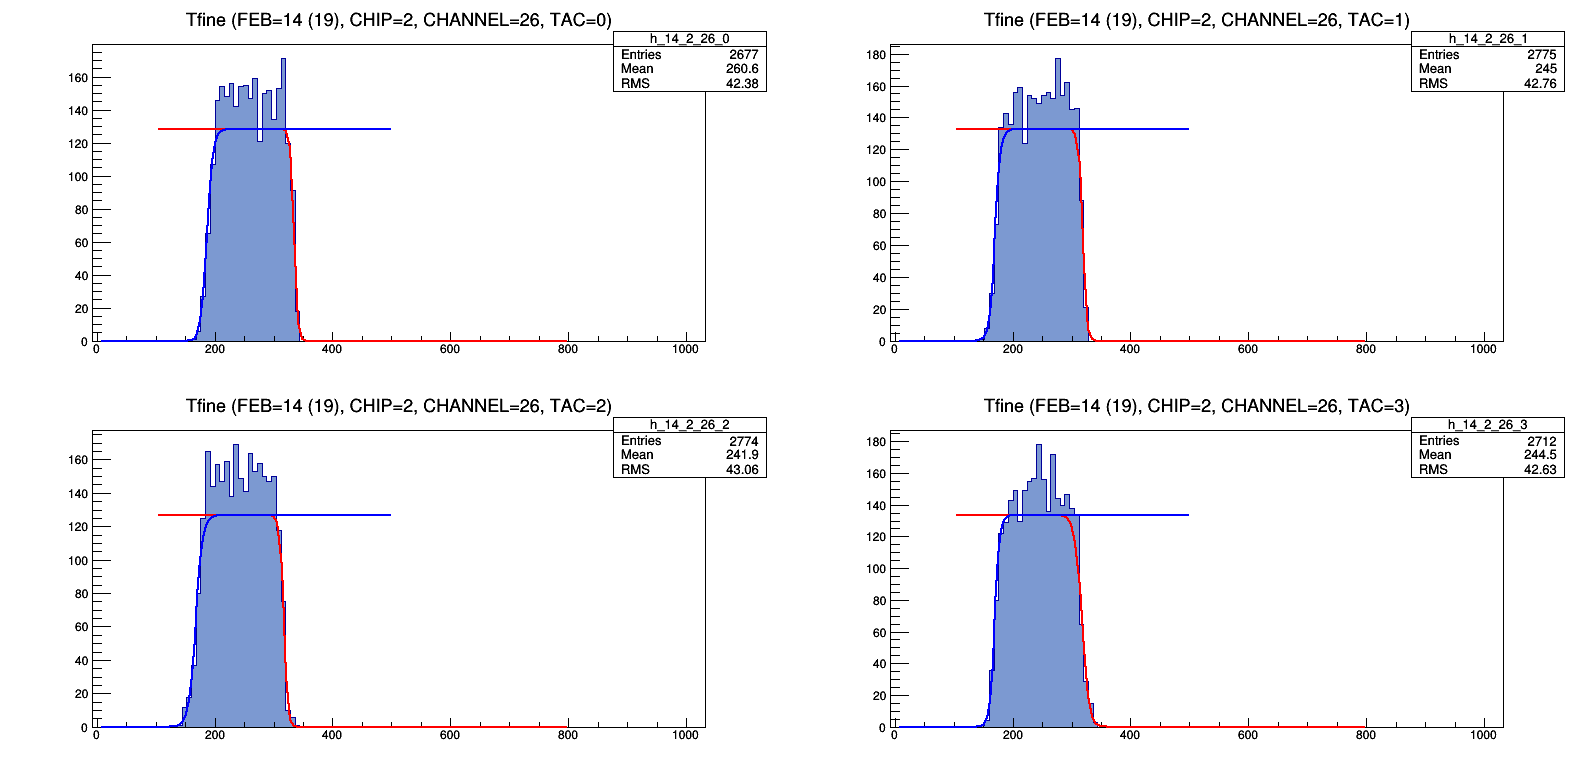 Tfine (FEB=14 (19), CHIP=2, CHANNEL=26, TAC=0)
h_14_2_26_0
Entries 2677
Mean 260.6
RMS 42.38
160
140
120
100
80
60
40
20
0
0 200 400 600 800 1000
Tfine (FEB=14 (19), CHIP=2, CHANNEL=26, TAC=1)
h_14_2_26_1
Entries 2775
Mean 245
RMS 42.76
180
160
140
120
100
80
60
40
20
0
0 200 400 600 800 1000
Tfine (FEB=14 (19), CHIP=2, CHANNEL=26, TAC=2)
h_14_2_26_2
Entries 2774
Mean 241.9
RMS 43.06
160
140
120
100
80
60
40
20
0
0 200 400 600 800 1000
Tfine (FEB=14 (19), CHIP=2, CHANNEL=26, TAC=3)
h_14_2_26_3
Entries 2712
Mean 244.5
RMS 42.63
180
160
140
120
100
80
60
40
20
0
0 200 400 600 800 1000